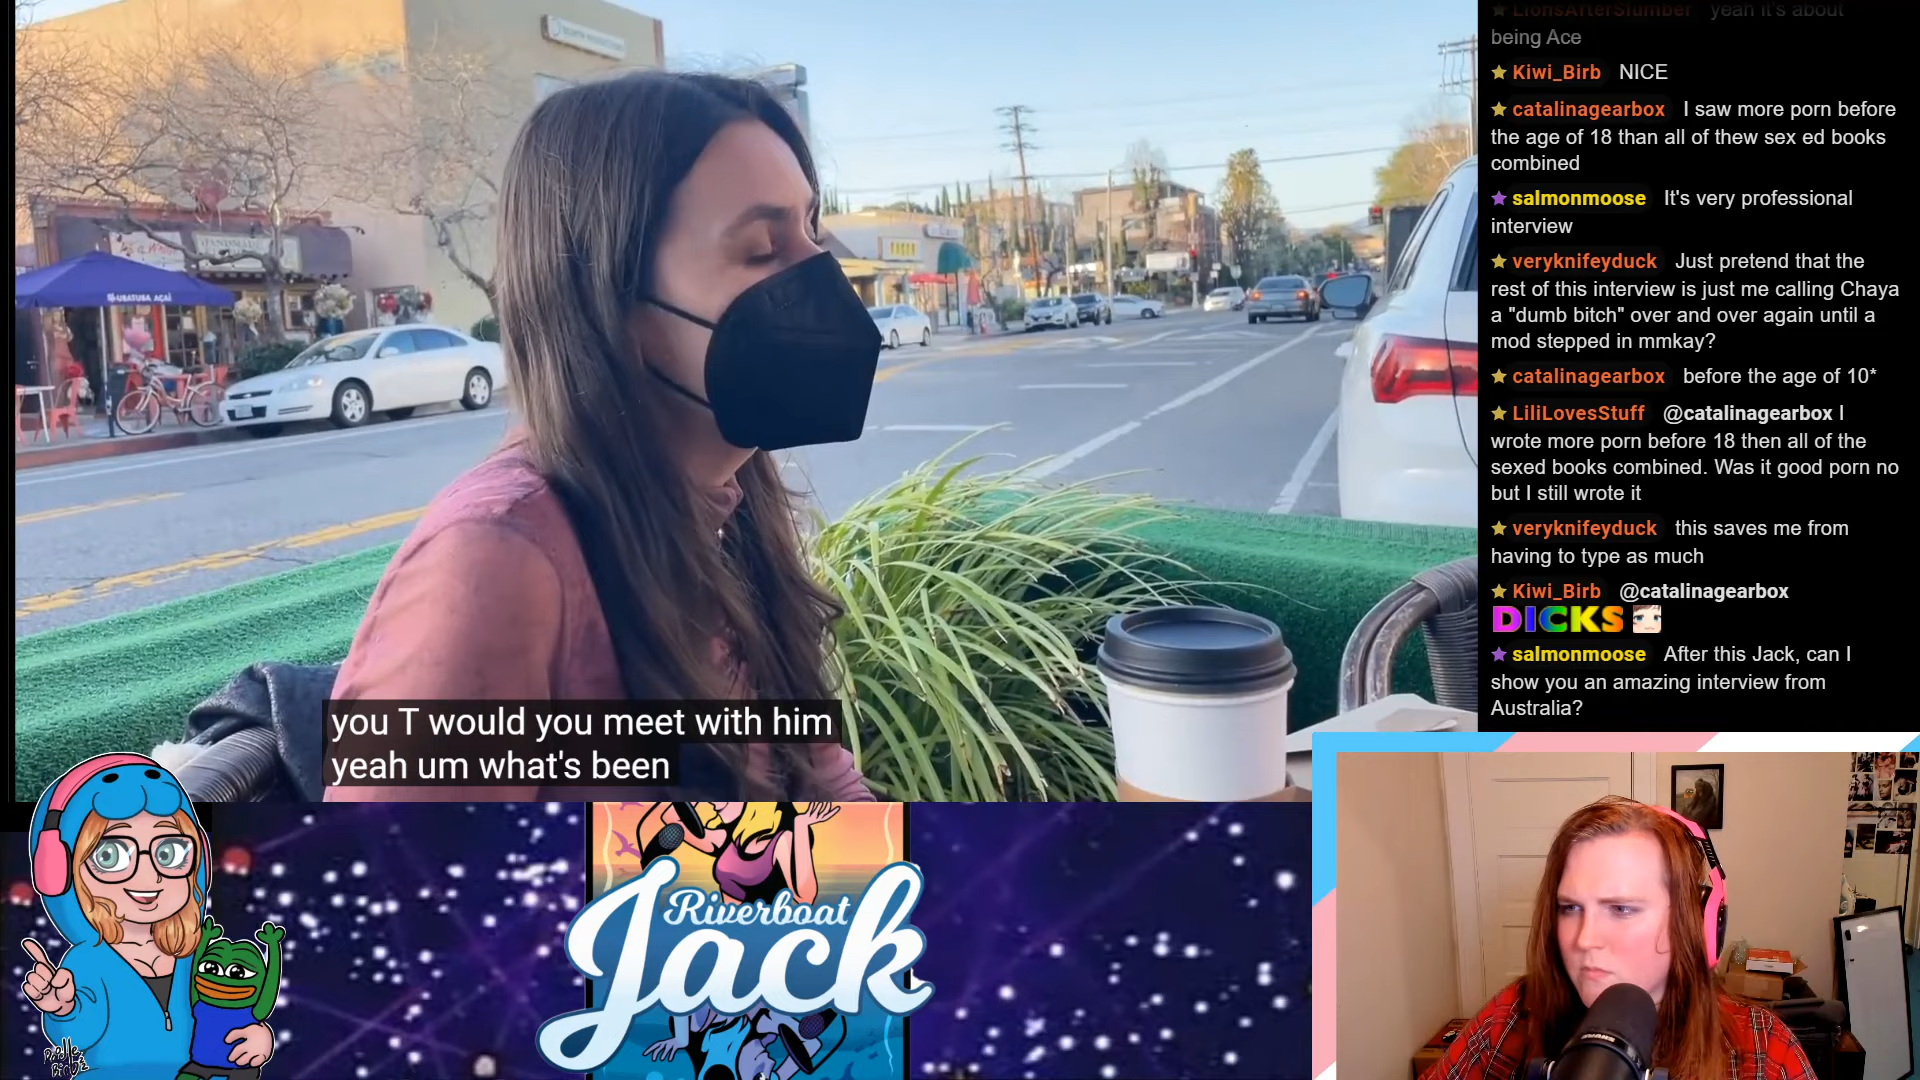 LionsAfterSlumber yeah it's about
being Ace
Kiwi_Birb NICE
catalinagearbox I saw more porn before
the age of 18 than all of thew sex ed books
combined
salmonmoose It's very professional
interview
veryknifeyduck Just pretend that the
rest of this interview is just me calling Chaya
a "dumb bitch" over and over again until a
mod stepped in mmkay?
catalinagearbox before the age of 10*
LiliLovesStuff @catalinagearbox I
wrote more porn before 18 then all of the
sexed books combined. Was it good porn no
but I still wrote it
veryknifeyduck this saves me from
having to type as much
Kiwi_Birb @catalinagearbox
DICKS
salmonmoose After this Jack, can I
show you an amazing interview from
Australia?
UBATUBA AÇAÍ
you T would you meet with him
yeah um what's been
Riverboat
Jack